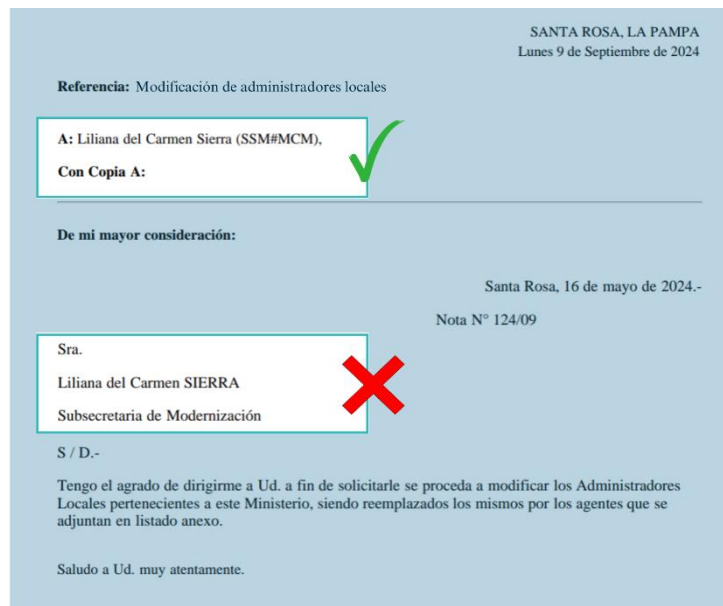 SANTA ROSA, LA PAMPA
Lunes 9 de Septiembre de 2024
Referencia: Modificación de administradores locales
A: Liliana del Carmen Sierra (SSM#MCM),
Con Copia A:
De mi mayor consideración:
Santa Rosa, 16 de mayo de 2024.-
Nota N° 124/09
Sra.
Liliana del Carmen SIERRA
Subsecretaria de Modernización
S / D.-
Tengo el agrado de dirigirme a Ud. a fin de solicitarle se proceda a modificar los Administradores
Locales pertenecientes a este Ministerio, siendo reemplazados los mismos por los agentes que se
adjuntan en listado anexo.
Saludo a Ud. muy atentamente.